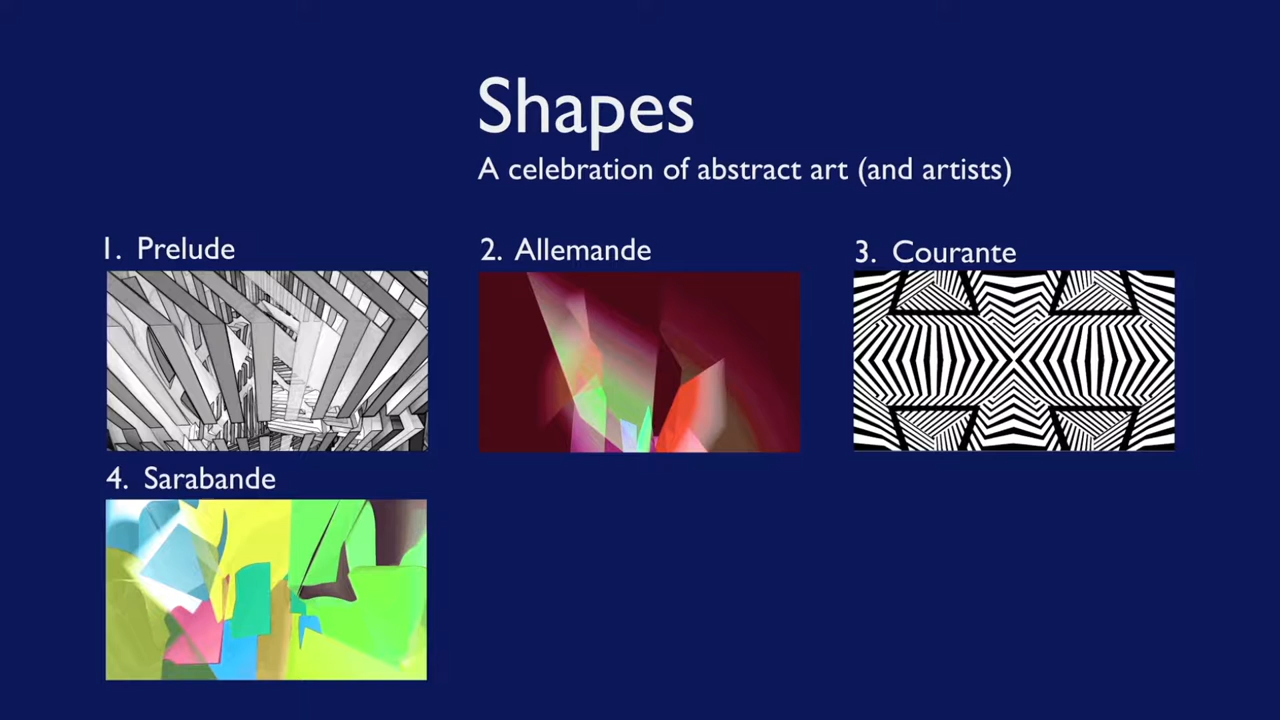 Shapes
A celebration of abstract art (and artists)
1. Prelude
2. Allemande
3. Courante
4. Sarabande